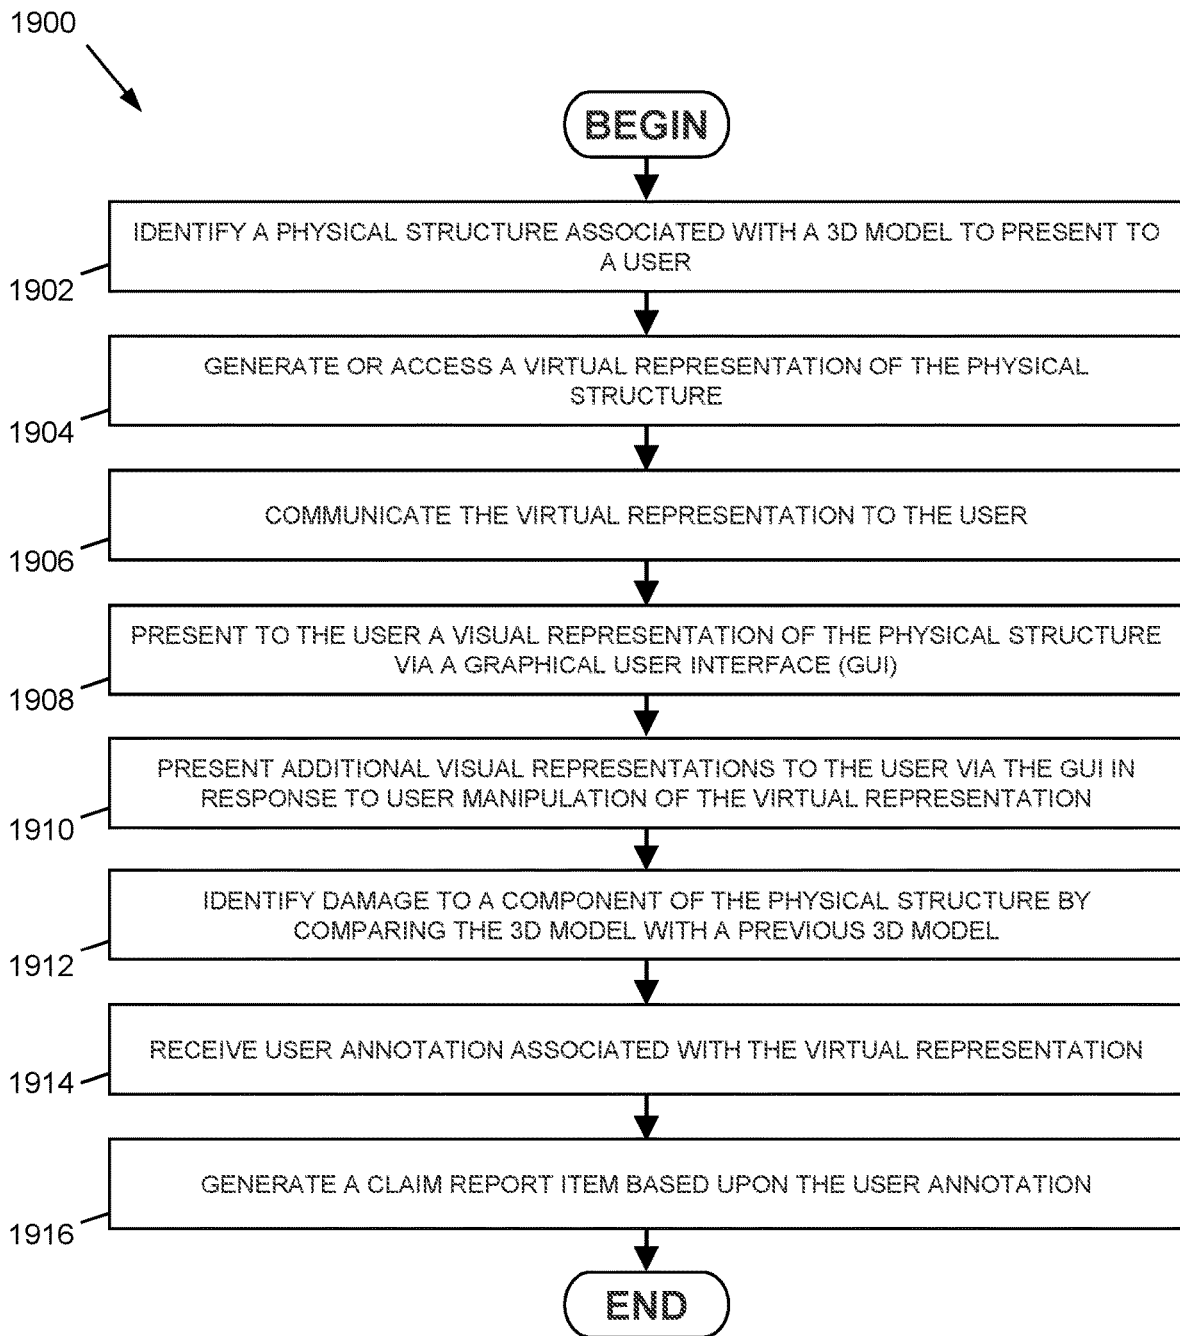 1900
BEGIN
IDENTIFY A PHYSICAL STRUCTURE ASSOCIATED WITH A 3D MODEL TO PRESENT TO
A USER
1902
GENERATE OR ACCESS A VIRTUAL REPRESENTATION OF THE PHYSICAL
STRUCTURE
1904
COMMUNICATE THE VIRTUAL REPRESENTATION TO THE USER
1906
PRESENT TO THE USER A VISUAL REPRESENTATION OF THE PHYSICAL STRUCTURE
VIA A GRAPHICAL USER INTERFACE (GUI)
1908
PRESENT ADDITIONAL VISUAL REPRESENTATIONS TO THE USER VIA THE GUI IN
RESPONSE TO USER MANIPULATION OF THE VIRTUAL REPRESENTATION
1910
IDENTIFY DAMAGE TO A COMPONENT OF THE PHYSICAL STRUCTURE BY
COMPARING THE 3D MODEL WITH A PREVIOUS 3D MODEL
1912
RECEIVE USER ANNOTATION ASSOCIATED WITH THE VIRTUAL REPRESENTATION
1914
GENERATE A CLAIM REPORT ITEM BASED UPON THE USER ANNOTATION
1916
END